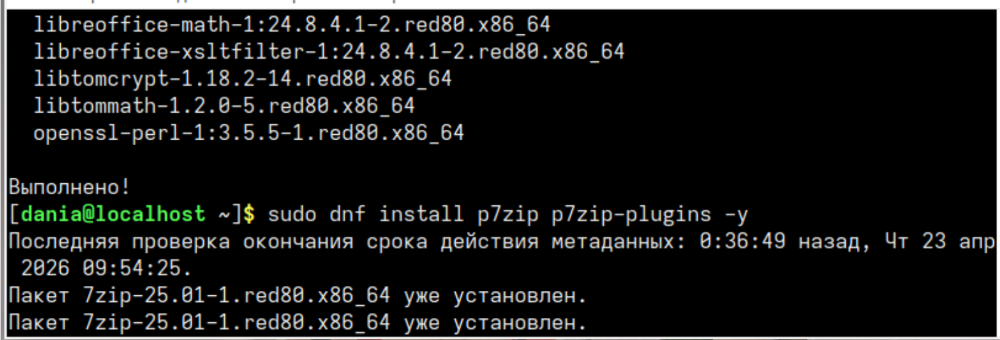 libreoffice-math-1:24.8.4.1-2.red80.x86_64
libreoffice-xsltfilter-1:24.8.4.1-2.red80.x86_64
libtomcrypt-1.18.2-14.red80.x86_64
libtommath-1.2.0-5.red80.x86_64
openssl-perl-1:3.5.5-1.red80.x86_64
Выполнено!
[dania@localhost ~]$ sudo dnf install p7zip p7zip-plugins -y
Последняя проверка окончания срока действия метаданных: 0:36:49 назад, Чт 23 апр
2026 09:54:25.
Пакет 7zip-25.01-1.red80.x86_64 уже установлен.
Пакет 7zip-25.01-1.red80.x86_64 уже установлен.